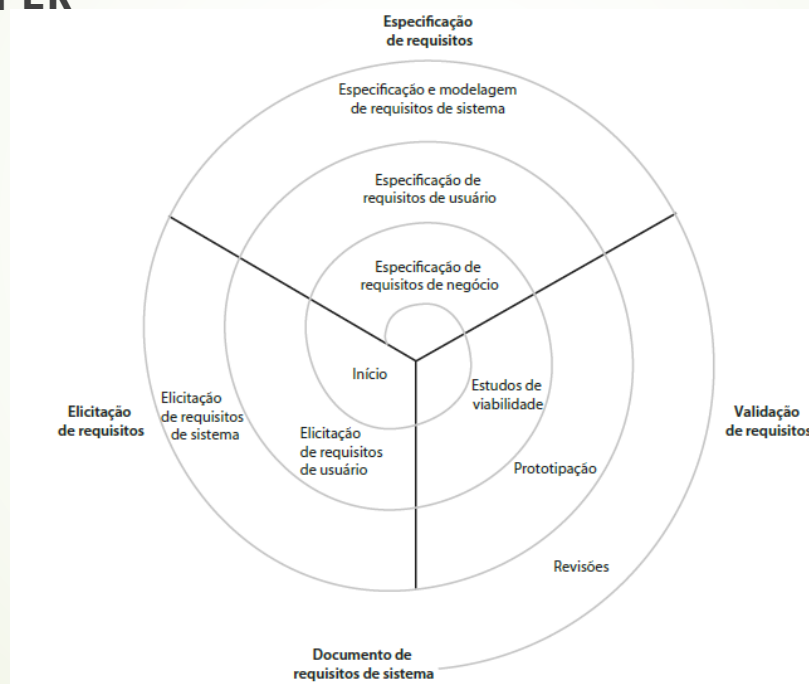 Especificação
de requisitos
Especificação e modelagem
de requisitos de sistema
Especificação de
requisitos de usuário
Especificação de
requisitos de negócio
Início
Estudos de
viabilidade
Elicitação
de requisitos
Elicitação
de requisitos
de sistema
Elicitação
de requisitos
de usuário
Validação
de requisitos
Prototipação
Revisões
Documento de
requisitos de sistema